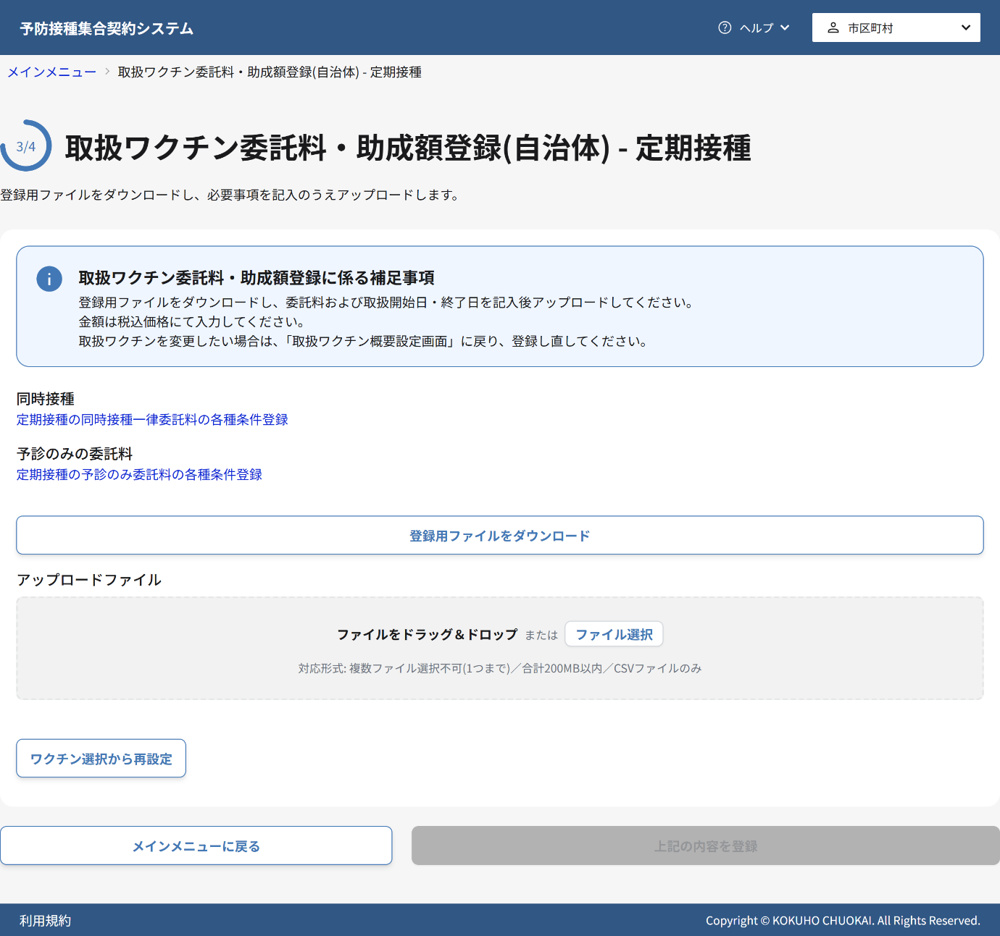 予防接種集合契約システム
ヘルプ
市区町村
メインメニュー
取扱ワクチン委託料・助成額登録(自治体) - 定期接種
3/4
取扱ワクチン委託料・助成額登録(自治体) - 定期接種
登録用ファイルをダウンロードし、必要事項を記入のうえアップロードします。
取扱ワクチン委託料・助成額登録に係る補足事項
登録用ファイルをダウンロードし、委託料および取扱開始日・終了日を記入後アップロードしてください。
金額は税込価格にて入力してください。
取扱ワクチンを変更したい場合は、「取扱ワクチン概要設定画面」に戻り、登録し直してください。
同時接種
定期接種の同時接種一律委託料の各種条件登録
予診のみの委託料
定期接種の予診のみ委託料の各種条件登録
登録用ファイルをダウンロード
アップロードファイル
ファイルをドラッグ＆ドロップ または ファイル選択
対応形式: 複数ファイル選択不可(1つまで)／合計200MB以内／CSVファイルのみ
ワクチン選択から再設定
メインメニューに戻る
上記の内容を登録
利用規約
Copyright © KOKUHO CHUOKAI. All Rights Reserved.